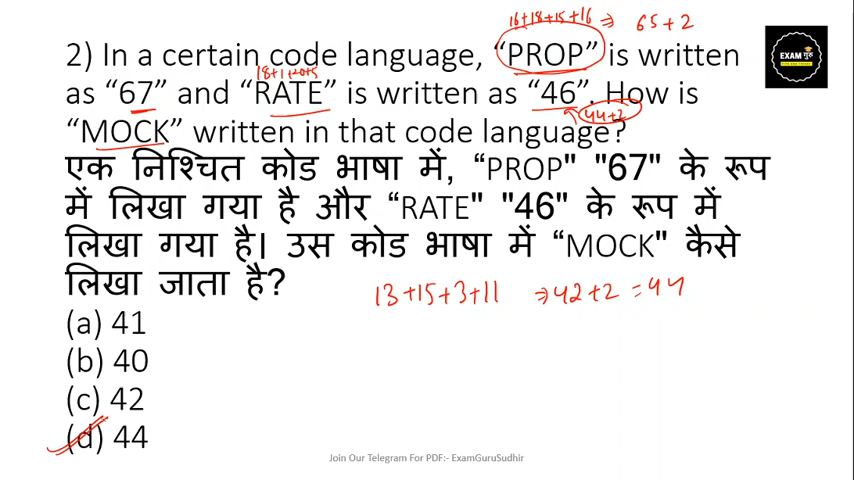 16+18+15+16 ⇒ 65+2
2) In a certain code language, “PROP” is written
18+1+20+5
as “67” and “RATE” is written as “46”. How is
44+2
“MOCK” written in that code language?
एक निश्चित कोड भाषा में, “PROP" "67" के रूप
में लिखा गया है और “RATE" "46" के रूप में
लिखा गया है। उस कोड भाषा में “MOCK" कैसे
लिखा जाता है?
13+15+3+11 ⇒ 42+2 = 44
(a) 41
(b) 40
(c) 42
(d) 44
EXAM गुरु
Join Our Telegram For PDF:- ExamGuruSudhir